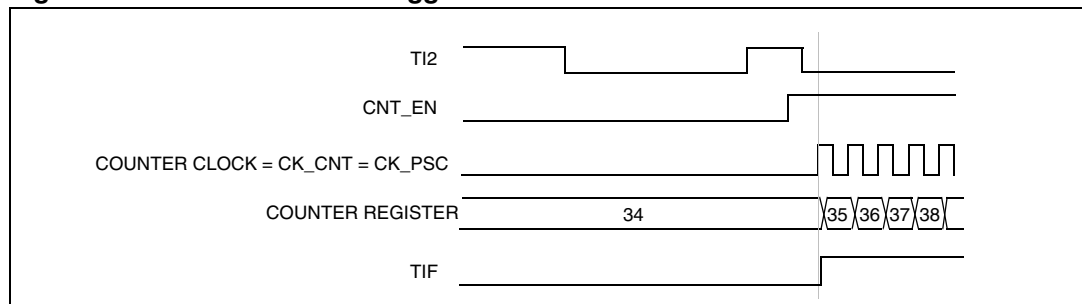 TI2
CNT_EN
COUNTER CLOCK = CK_CNT = CK_PSC
COUNTER REGISTER 34 35 36 37 38
TIF